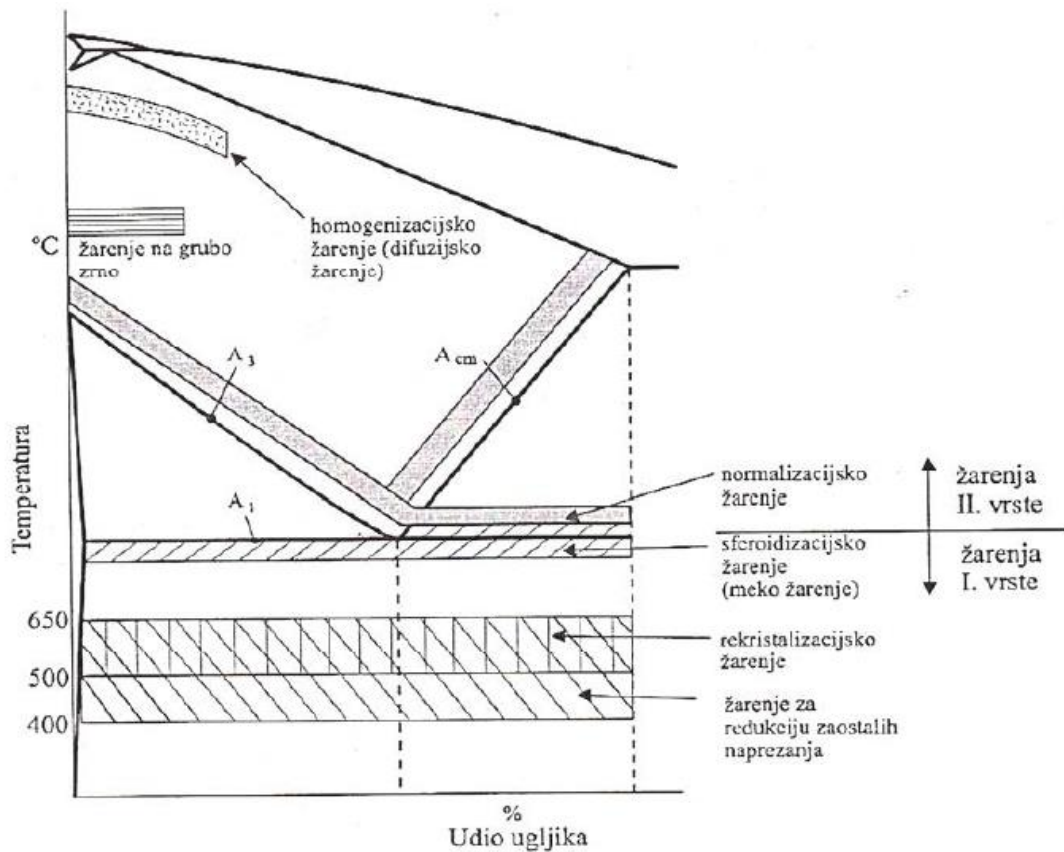 °C
žarenje na grubo
zrno
homogenizacijsko
žarenje (difuzijsko
žarenje)
A3
A cm
A1
Temperatura
normalizacijsko
žarenje
žarenja
II. vrste
sferoidizacijsko
žarenje
(meko žarenje)
žarenja
I. vrste
650
rekristalizacijsko
žarenje
500
400
žarenje za
redukciju zaostalih
naprezanja
%
Udio ugljika